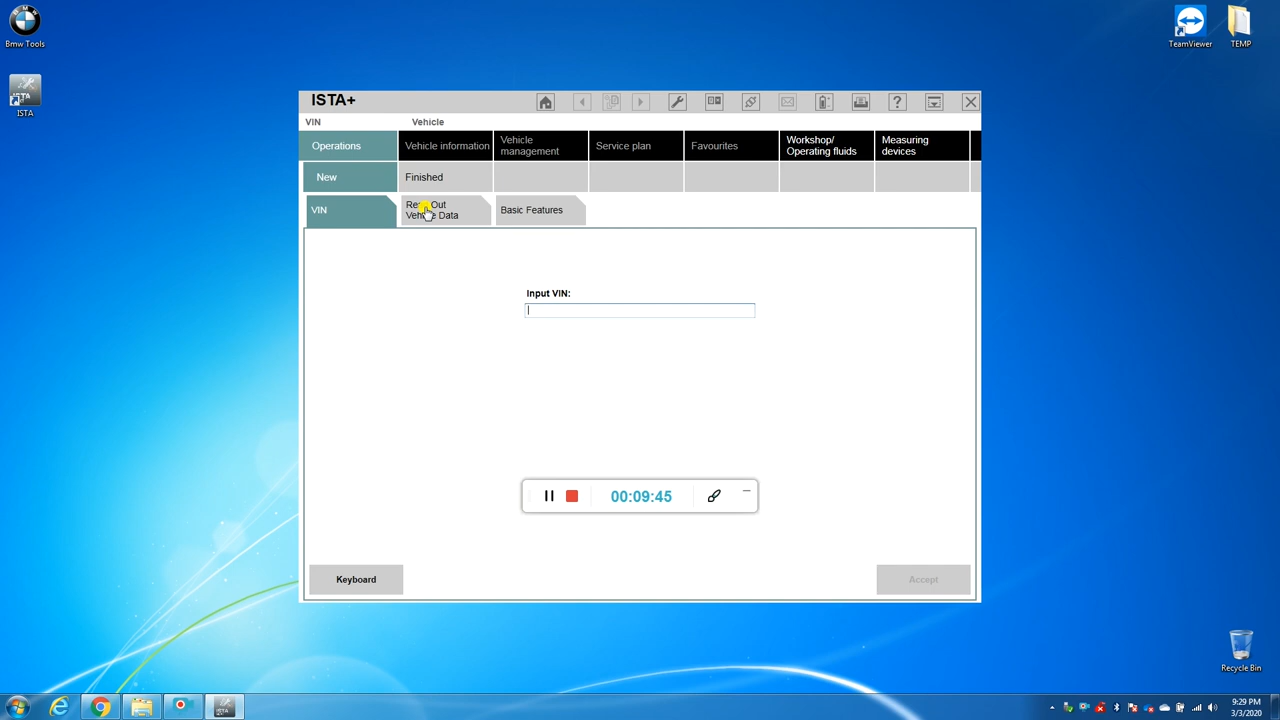 Bmw Tools
ISTA
TeamViewer
TEMP
ISTA+
VIN Vehicle
Operations
Vehicle information
Vehicle
management
Service plan
Favourites
Workshop/
Operating fluids
Measuring
devices
New
Finished
VIN
Out
Data
Basic Features
Input VIN:
00:09:45
Keyboard
Accept
Recycle Bin
9:29 PM
3/3/2020